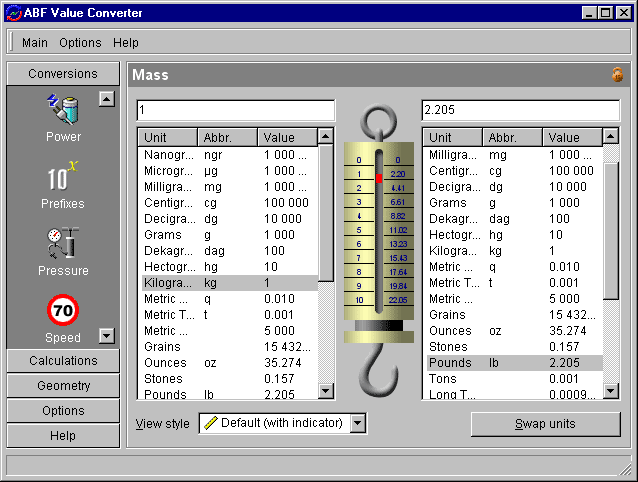 ABF Value Converter
Main Options Help
Conversions
Power
10x
Prefixes
Pressure
70
Speed
Calculations
Geometry
Options
Help
Mass
1
Unit Abbr. Value
Nanogr... ngr 1 000 ...
Microgr... µg 1 000 ...
Milligra... mg 1 000 ...
Centigr... cg 100 000
Decigra... dg 10 000
Grams g 1 000
Dekagr... dag 100
Hectogr... hg 10
Kilogra... kg 1
Metric ... q 0.010
Metric T... t 0.001
Metric ... 5 000
Grains 15 432...
Ounces oz 35.274
Stones 0.157
Pounds lb 2.205
0 0
1 2.20
2 4.41
3 6.61
4 8.82
5 11.02
6 13.23
7 15.43
8 17.64
9 19.84
10 22.05
2.205
Unit Abbr. Value
Milligra... mg 1 000 ...
Centigr... cg 100 000
Decigra... dg 10 000
Grams g 1 000
Dekagr... dag 100
Hectogr... hg 10
Kilogra... kg 1
Metric ... q 0.010
Metric T... t 0.001
Metric ... 5 000
Grains 15 432...
Ounces oz 35.274
Stones 0.157
Pounds lb 2.205
Tons 0.001
Long T... 0.0009...
View style Default (with indicator)
Swap units